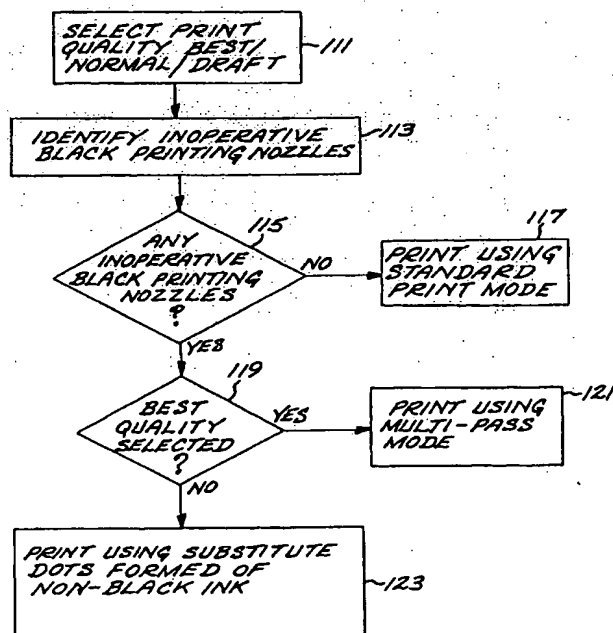 SELECT PRINT
QUALITY BEST/
NORMAL/DRAFT
111
IDENTIFY INOPERATIVE
BLACK PRINTING NOZZLES
113
115
ANY
INOPERATIVE
BLACK PRINTING
NOZZLES
?
NO
117
PRINT USING
STANDARD
PRINT MODE
YES
119
BEST
QUALITY
SELECTED
?
YES
121
PRINT USING
MULTI-PASS
MODE
NO
PRINT USING SUBSTITUTE
DOTS FORMED OF
NON-BLACK INK
123